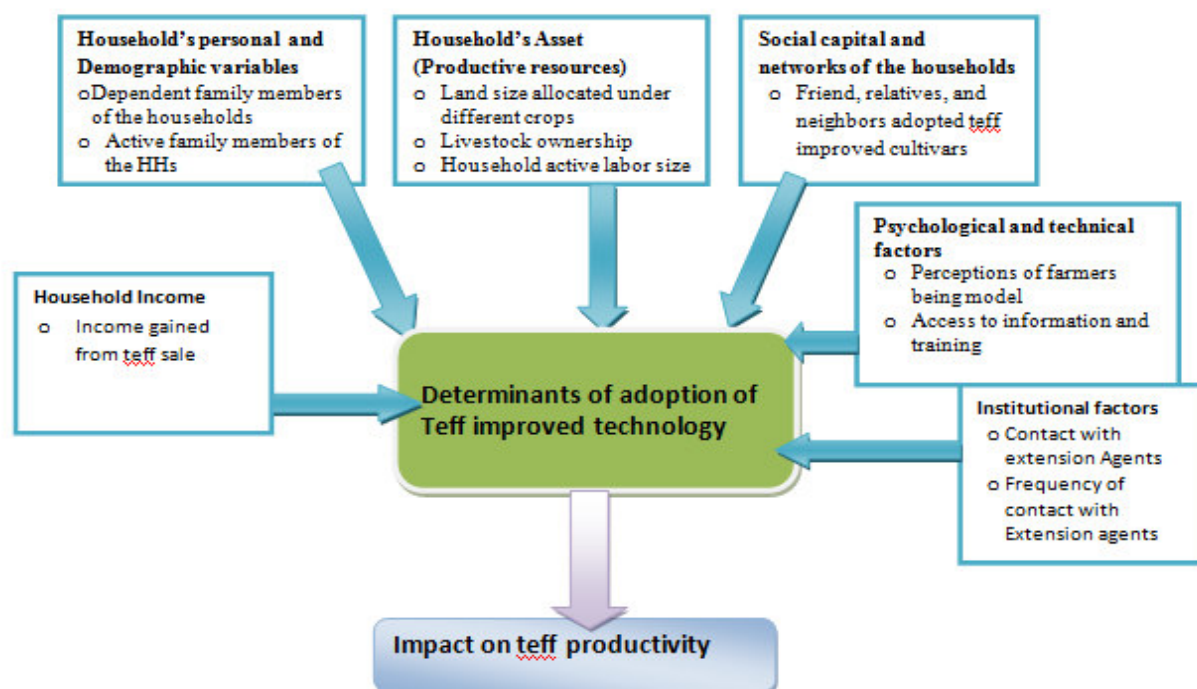 Household's personal and
Demographic variables
oDependent family members
of the households
o Active family members of
the HHs
Household's Asset
(Productive resources)
o Land size allocated under
different crops
o Livestock ownership
o Household active labor size
Social capital and
networks of the households
o Friend, relatives, and
neighbors adopted teff
improved cultivars
Psychological and technical
factors
o Perceptions of farmers
being model
o Access to information and
training
Household Income
o Income gained
from teff sale
Determinants of adoption of
Teff improved technology
Institutional factors
o Contact with
extension Agents
o Frequency of
contact with
Extension agents
Impact on teff productivity